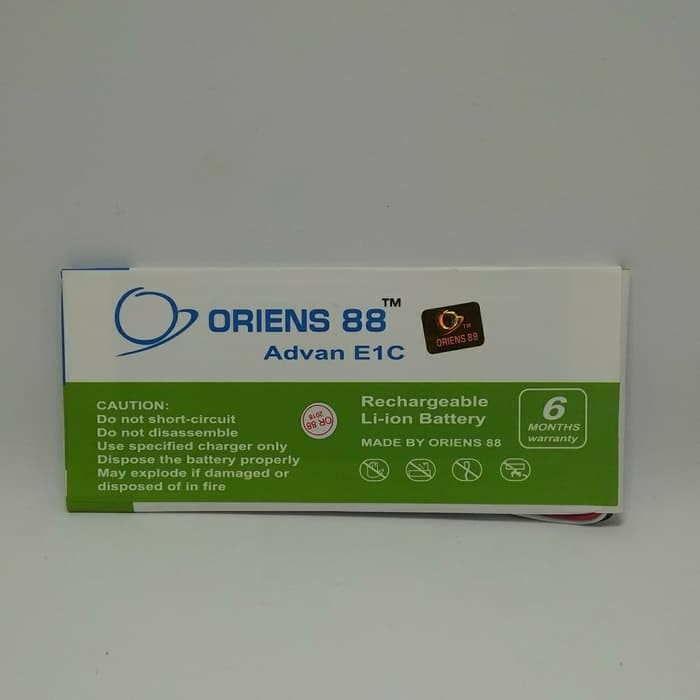 ORIENS 88™
Advan E1C
™
ORIENS 88
CAUTION:
Do not short-circuit
Do not disassemble
Use specified charger only
Dispose the battery properly
May explode if damaged or
disposed of in fire
OR 88
2018
Rechargeable
Li-ion Battery
MADE BY ORIENS 88
6
MONTHS
warranty